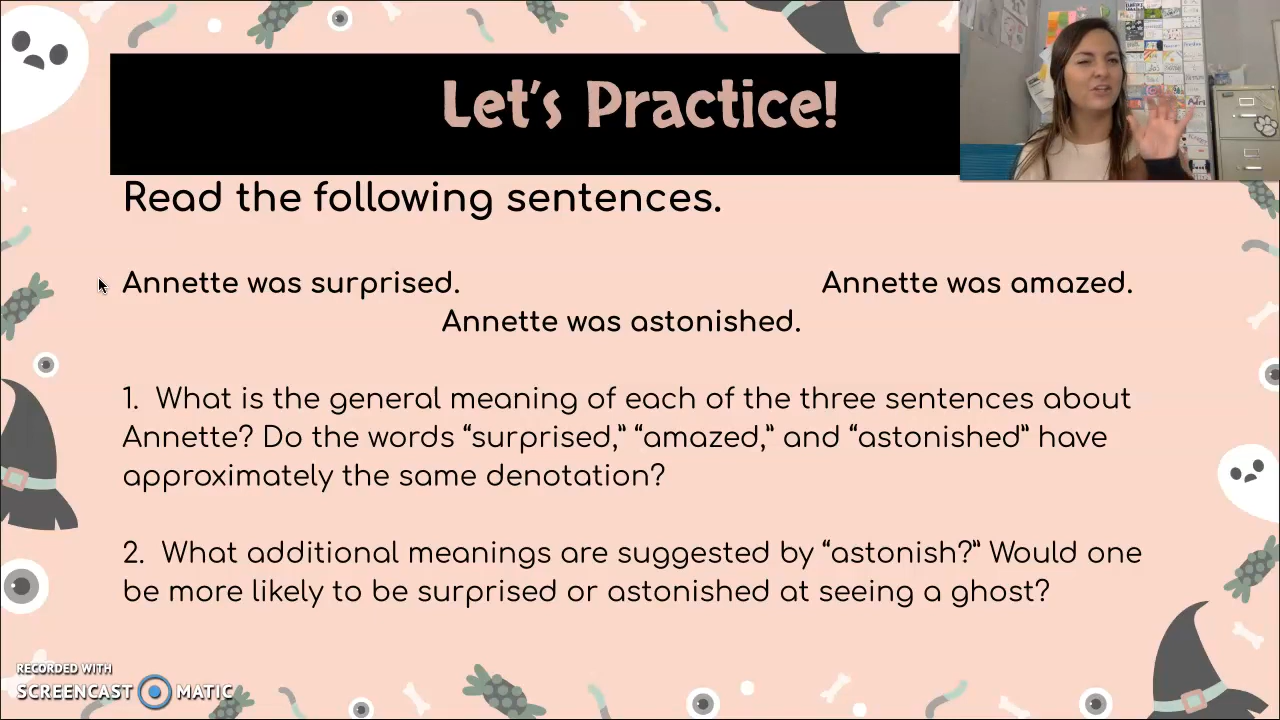 Let's Practice!
Read the following sentences.
Annette was surprised. Annette was amazed.
Annette was astonished.
1. What is the general meaning of each of the three sentences about
Annette? Do the words “surprised,” “amazed,” and “astonished” have
approximately the same denotation?
2. What additional meanings are suggested by “astonish?” Would one
be more likely to be surprised or astonished at seeing a ghost?
RECORDED WITH
SCREENCAST MATIC